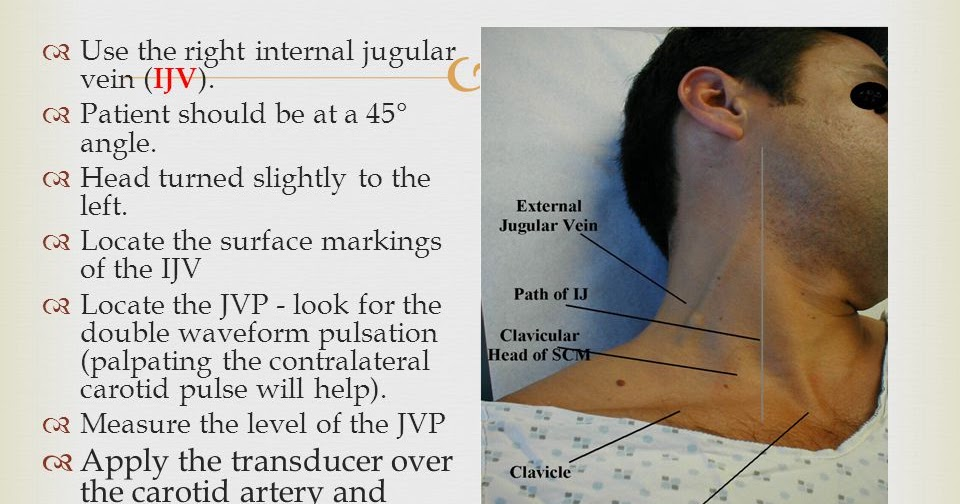 Use the right internal jugular
vein (IJV).
Patient should be at a 45°
angle.
Head turned slightly to the
left.
Locate the surface markings
of the IJV
Locate the JVP - look for the
double waveform pulsation
(palpating the contralateral
carotid pulse will help).
Measure the level of the JVP
Apply the transducer over
the carotid artery and
External
Jugular Vein
Path of IJ
Clavicular
Head of SCM
Clavicle